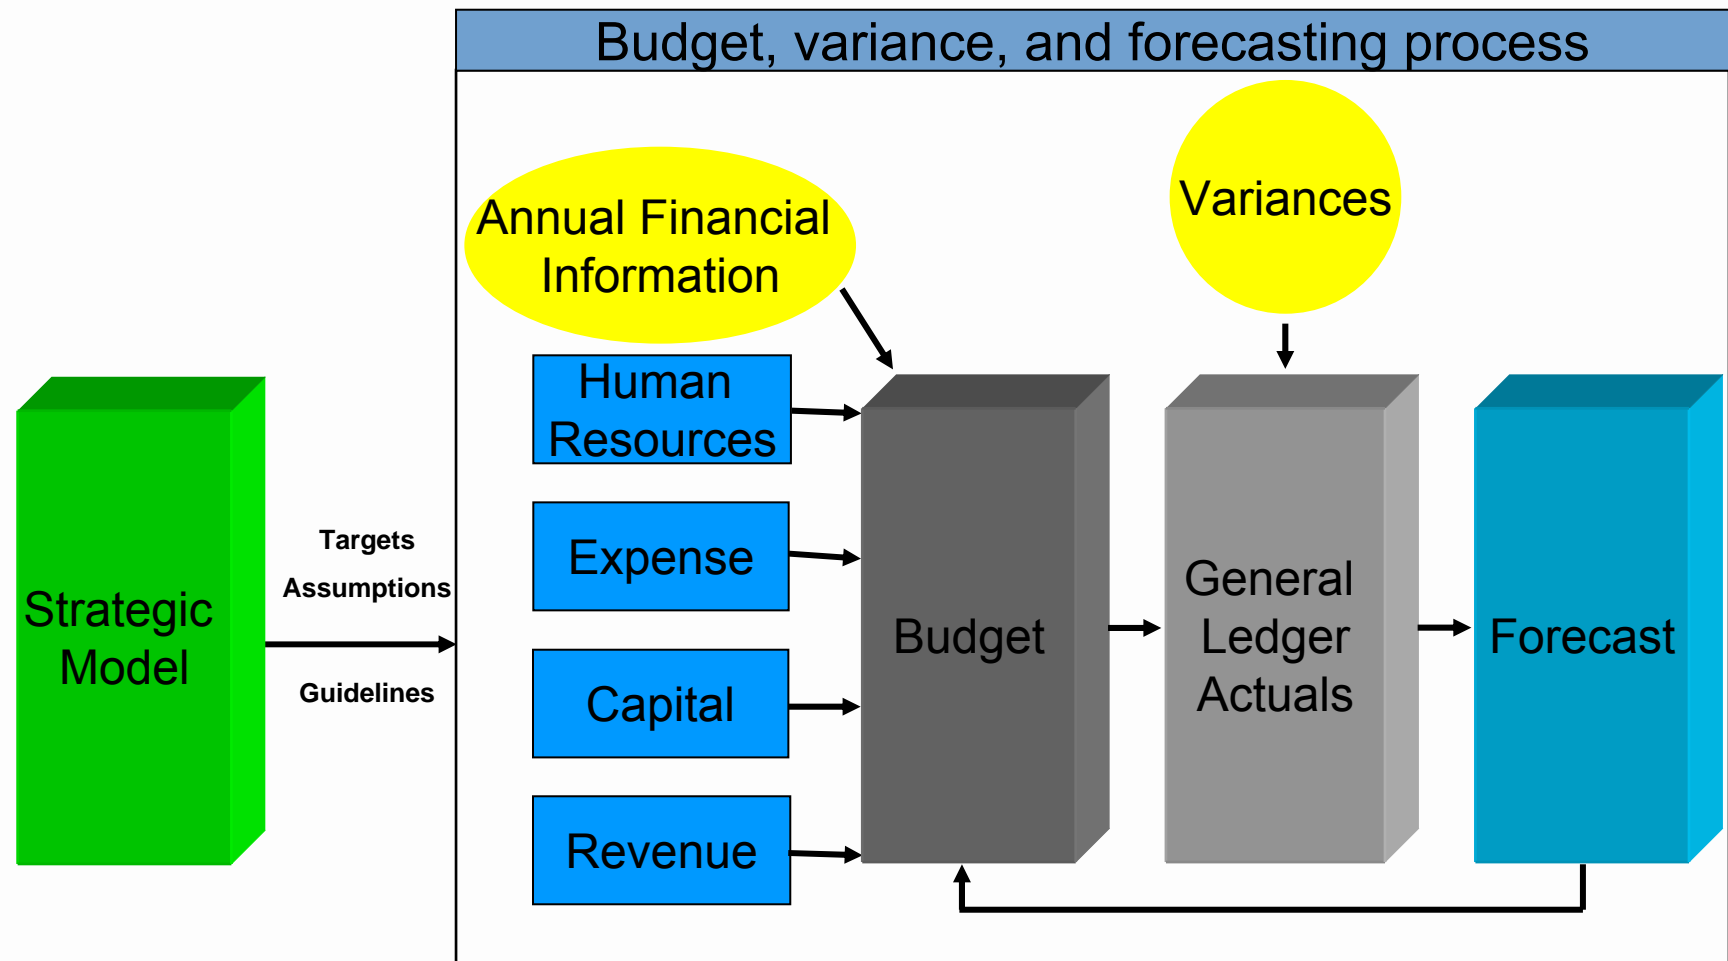 Budget, variance, and forecasting process
Annual Financial
Information
Variances
Human
Resources
Expense
Capital
Revenue
Targets
Assumptions
Guidelines
Strategic
Model
Budget
General
Ledger
Actuals
Forecast